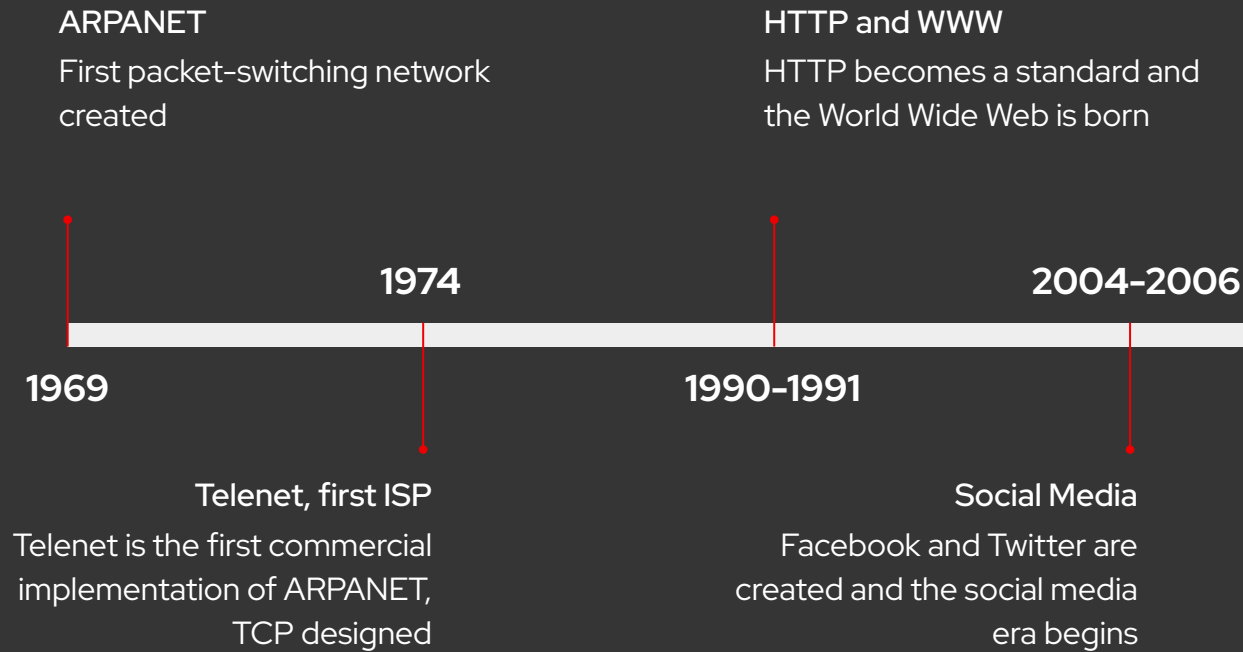 ARPANET
First packet-switching network
created
HTTP and WWW
HTTP becomes a standard and
the World Wide Web is born
1974
2004-2006
1969
1990-1991
Telenet, first ISP
Telenet is the first commercial
implementation of ARPANET,
TCP designed
Social Media
Facebook and Twitter are
created and the social media
era begins